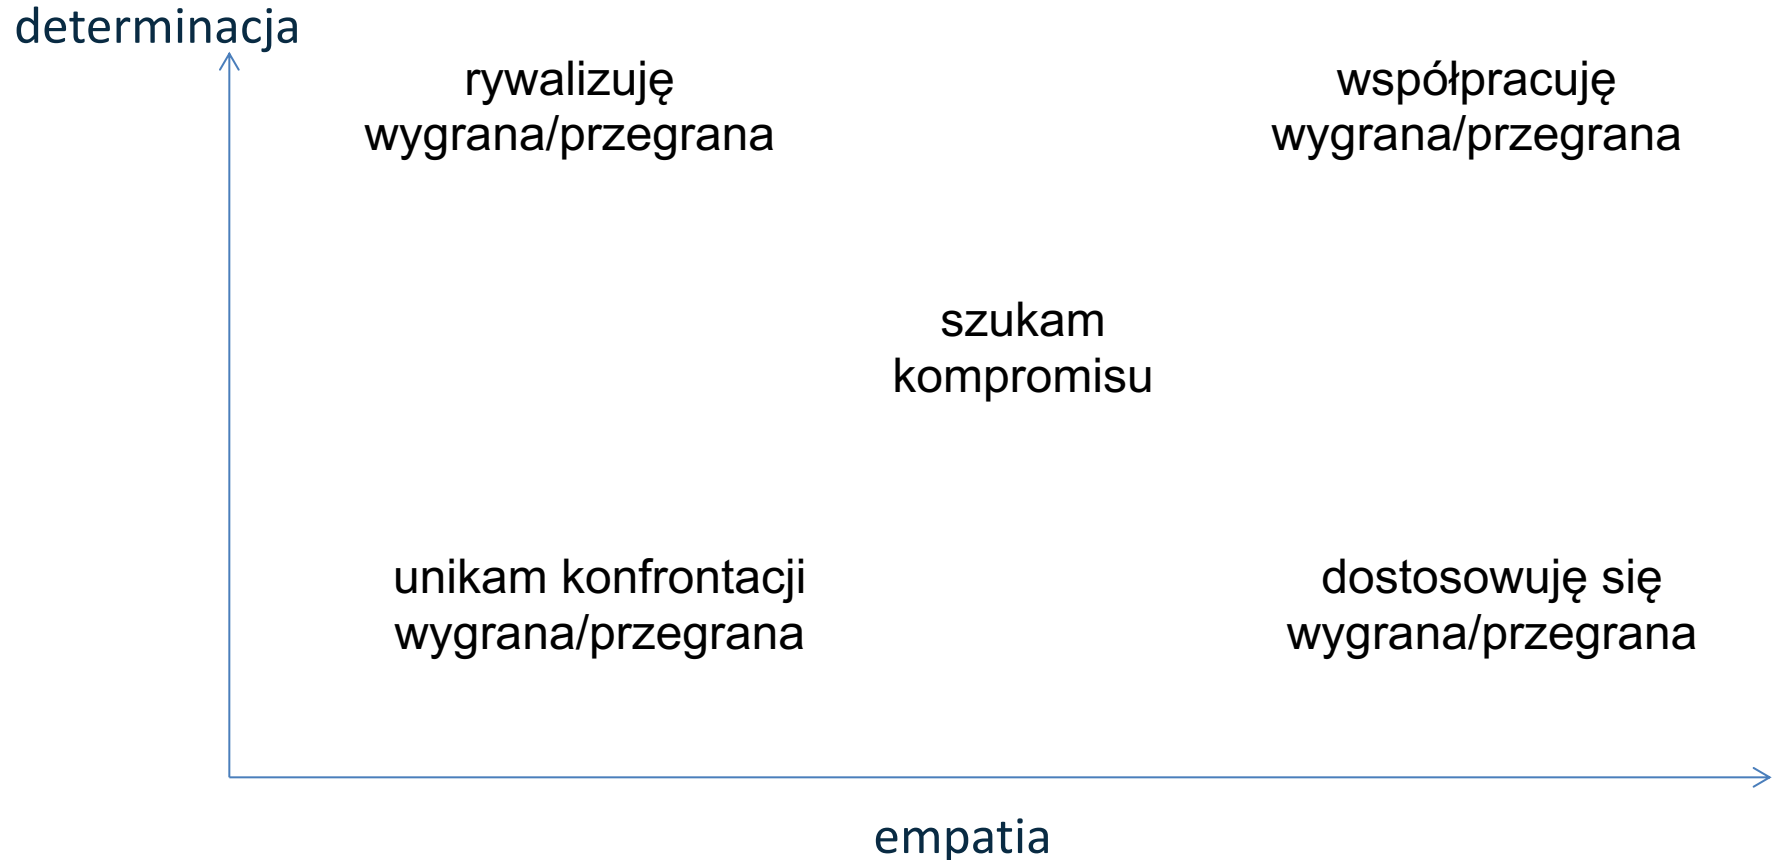 determinacja
rywalizuję
wygrana/przegrana
współpracuję
wygrana/przegrana
szukam
kompromisu
unikam konfrontacji
wygrana/przegrana
dostosowuję się
wygrana/przegrana
empatia